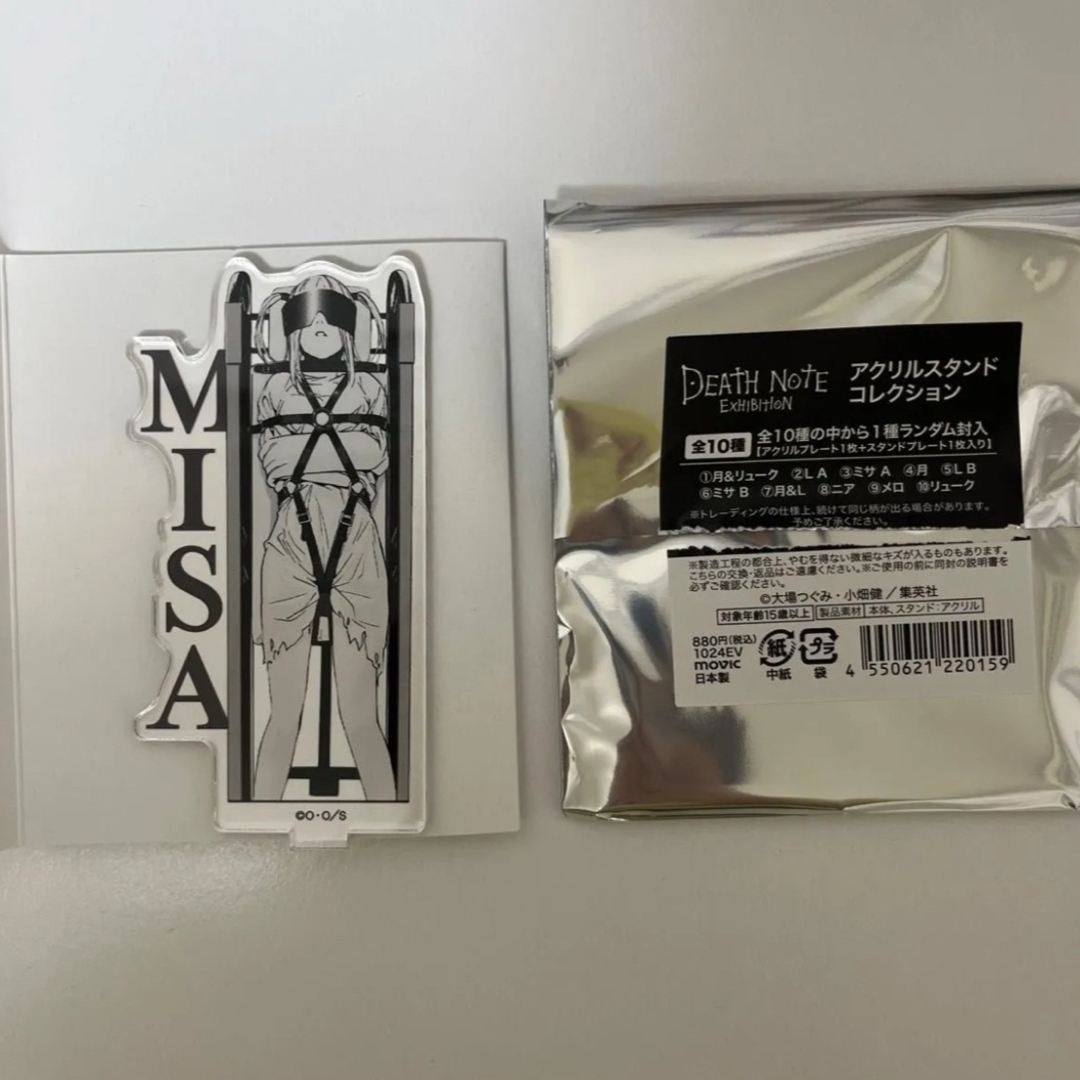 MISA
©O・O/S
DEATH NOTE
EXHIBITION
アクリルスタンド
コレクション
全10種
全10種の中から1種ランダム封入
【アクリルプレート1枚+スタンドプレート1枚入り】
①月&リューク ②L A ③ミサ A ④月 ⑤L B
⑥ミサ B ⑦月&L ⑧ニア ⑨メロ ⑩リューク
※トレーディングの仕様上、続けて同じ柄が出る場合があります。
予めご了承ください。
※製造工程の都合上、やむを得ない微細なキズが入るものもあります。
こちらの交換・返品はご遠慮ください。※ご使用の前に同封の説明書を
必ずご確認ください。
©大場つぐみ・小畑健/集英社
対象年齢15歳以上 製品素材 本体、スタンド:アクリル
880円(税込)
1024EV
movic
日本製
紙
中紙
プラ
袋
4 550621 220159